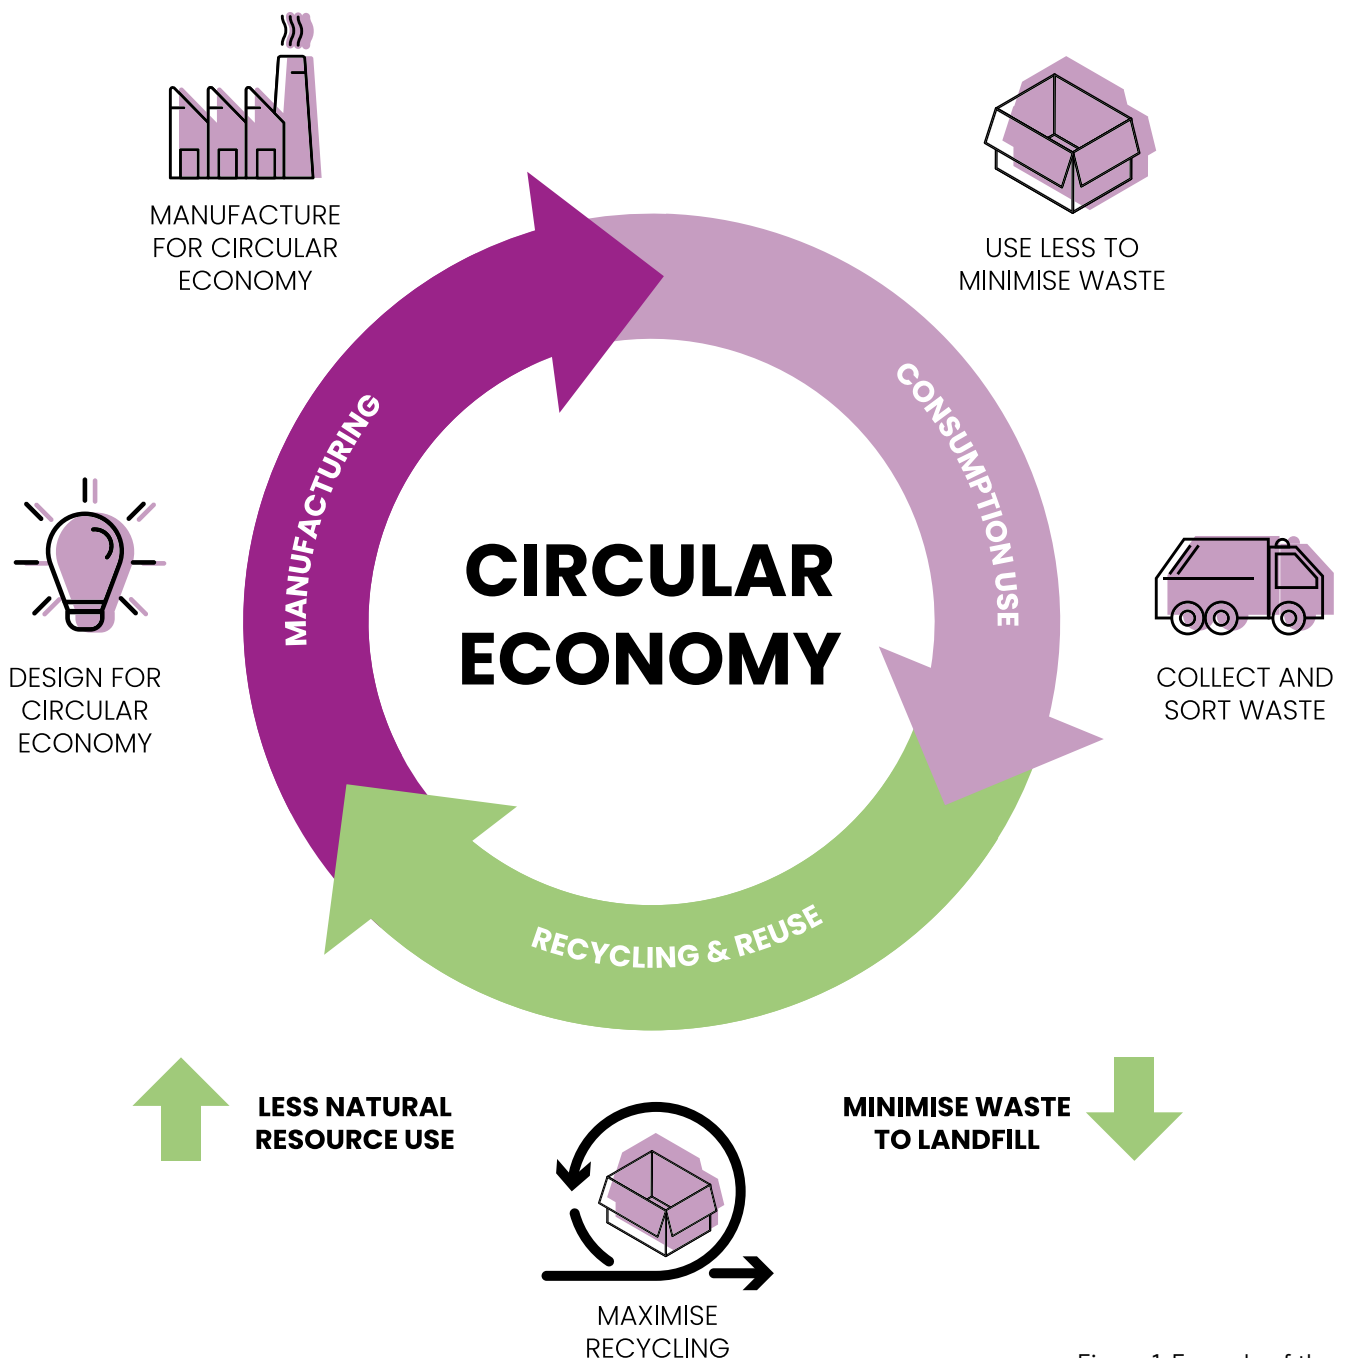 MANUFACTURE
FOR CIRCULAR
ECONOMY
USE LESS TO
MINIMISE WASTE
MANUFACTURING
CONSUMPTION USE
CIRCULAR
ECONOMY
DESIGN FOR
CIRCULAR
ECONOMY
COLLECT AND
SORT WASTE
RECYCLING & REUSE
LESS NATURAL
RESOURCE USE
MINIMISE WASTE
TO LANDFILL
MAXIMISE
RECYCLING